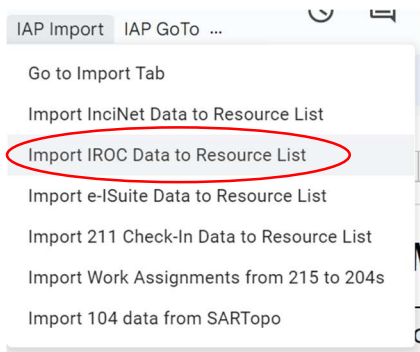 IAP Import IAP GoTo ...
Go to Import Tab
Import InciNet Data to Resource List
Import IROC Data to Resource List
Import e-ISuite Data to Resource List
Import 211 Check-In Data to Resource List
Import Work Assignments from 215 to 204s
Import 104 data from SARTopo